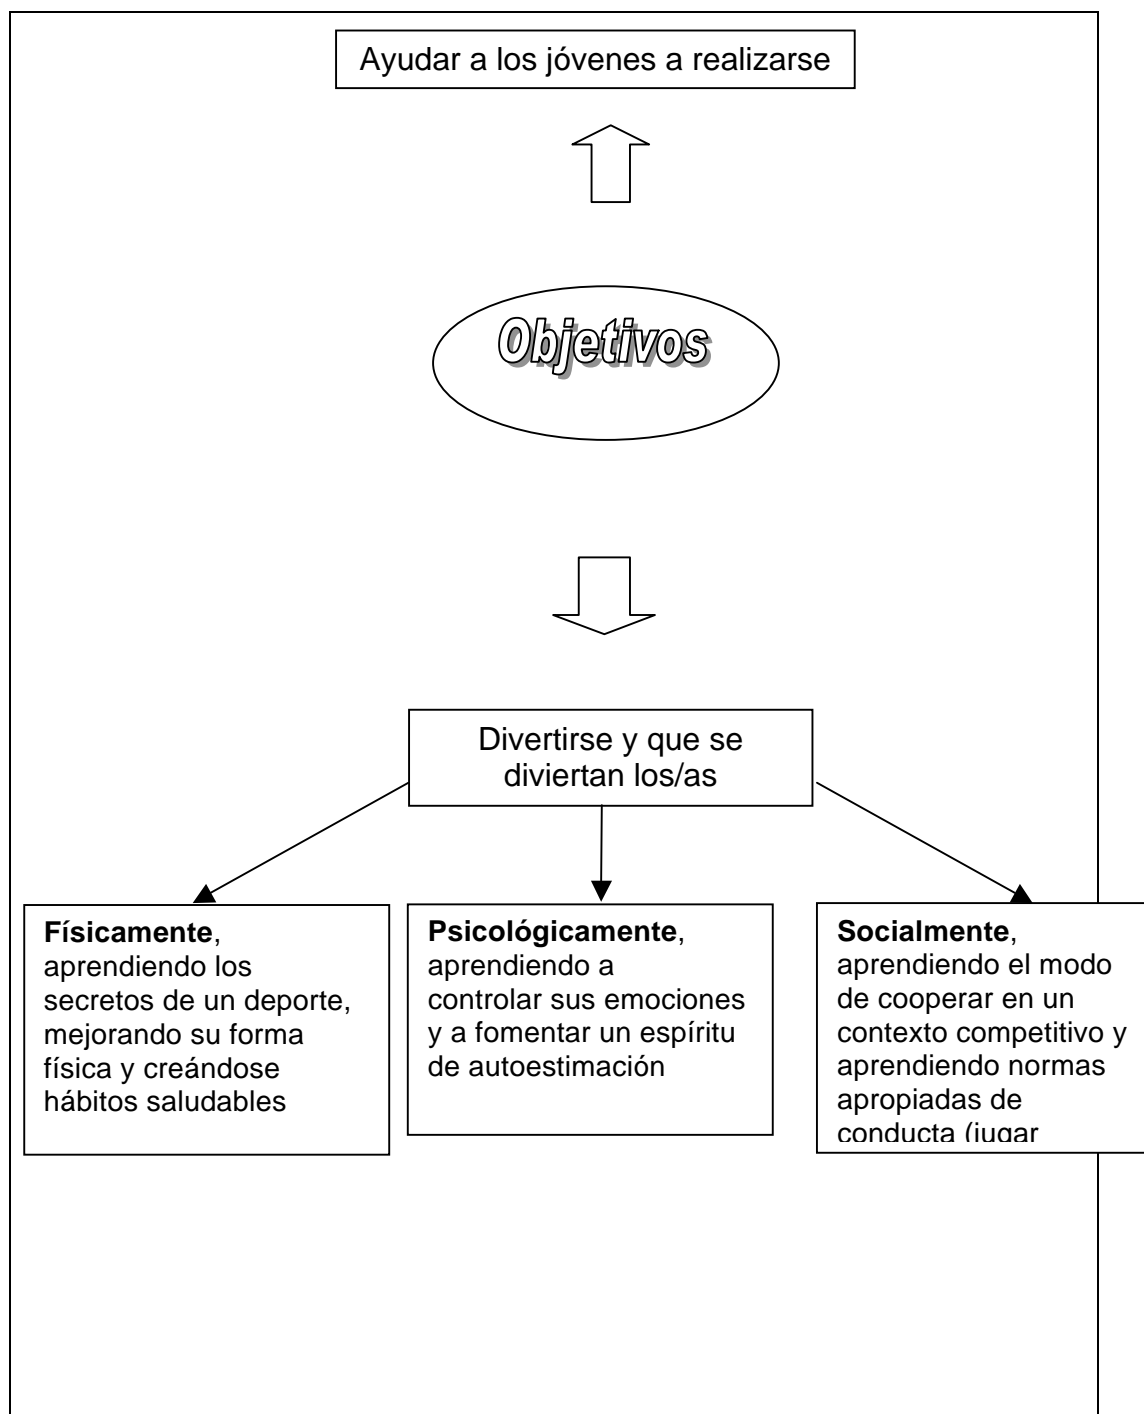 Ayudar a los jóvenes a realizarse
Objetivos
Divertirse y que se
diviertan los/as
Físicamente,
aprendiendo los
secretos de un deporte,
mejorando su forma
física y creándose
hábitos saludables
Psicológicamente,
aprendiendo a
controlar sus emociones
y a fomentar un espíritu
de autoestimación
Socialmente,
aprendiendo el modo
de cooperar en un
contexto competitivo y
aprendiendo normas
apropiadas de
conducta (jugar